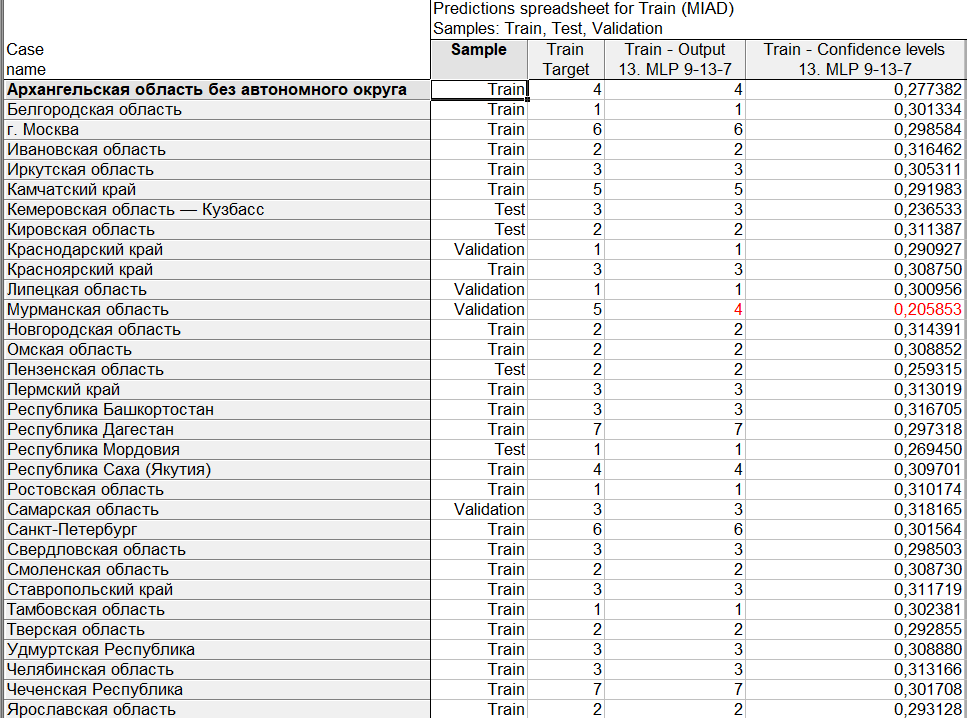 Predictions spreadsheet for Train (MIAD)
Samples: Train, Test, Validation
Case name Sample Train Target Train - Output 13. MLP 9-13-7 Train - Confidence levels 13. MLP 9-13-7
Архангельская область без автономного округа Train 4 4 0,277382
Белгородская область Train 1 1 0,301334
г. Москва Train 6 6 0,298584
Ивановская область Train 2 2 0,316462
Иркутская область Train 3 3 0,305311
Камчатский край Train 5 5 0,291983
Кемеровская область — Кузбасс Test 3 3 0,236533
Кировская область Test 2 2 0,311387
Краснодарский край Validation 1 1 0,290927
Красноярский край Train 3 3 0,308750
Липецкая область Validation 1 1 0,300956
Мурманская область Validation 5 4 0,205853
Новгородская область Train 2 2 0,314391
Омская область Train 2 2 0,308852
Пензенская область Test 2 2 0,259315
Пермский край Train 3 3 0,313019
Республика Башкортостан Train 3 3 0,316705
Республика Дагестан Train 7 7 0,297318
Республика Мордовия Test 1 1 0,269450
Республика Саха (Якутия) Train 4 4 0,309701
Ростовская область Train 1 1 0,310174
Самарская область Validation 3 3 0,318165
Санкт-Петербург Train 6 6 0,301564
Свердловская область Train 3 3 0,298503
Смоленская область Train 2 2 0,308730
Ставропольский край Train 3 3 0,311719
Тамбовская область Train 1 1 0,302381
Тверская область Train 2 2 0,292855
Удмуртская Республика Train 3 3 0,308880
Челябинская область Train 3 3 0,313166
Чеченская Республика Train 7 7 0,301708
Ярославская область Train 2 2 0,293128